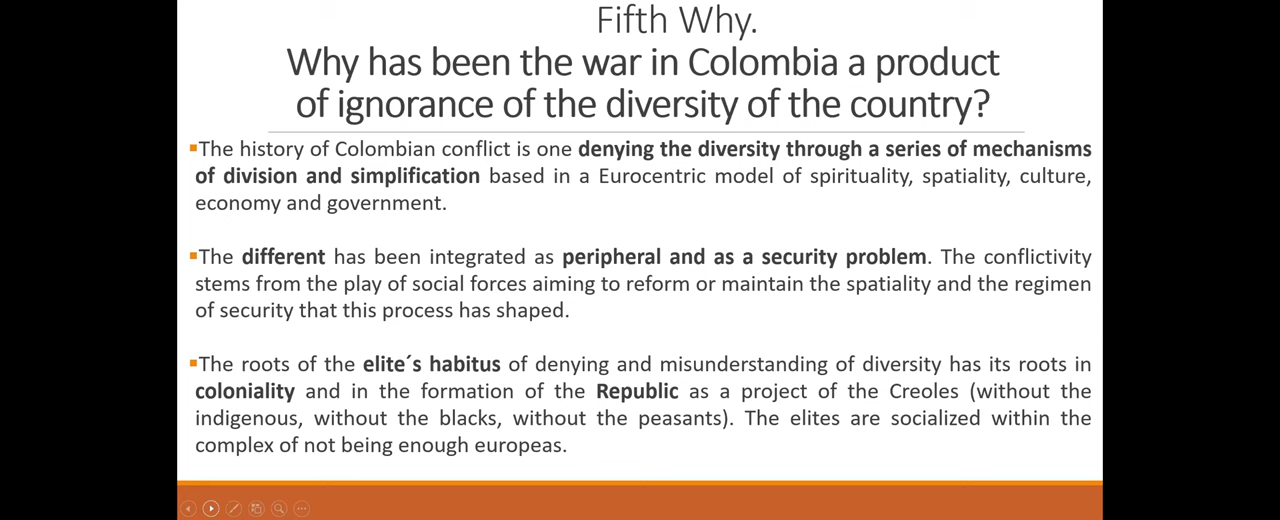 Fifth Why.
Why has been the war in Colombia a product
of ignorance of the diversity of the country?
▪The history of Colombian conflict is one denying the diversity through a series of mechanisms
of division and simplification based in a Eurocentric model of spirituality, spatiality, culture,
economy and government.
▪The different has been integrated as peripheral and as a security problem. The conflictivity
stems from the play of social forces aiming to reform or maintain the spatiality and the regimen
of security that this process has shaped.
▪The roots of the elite´s habitus of denying and misunderstanding of diversity has its roots in
coloniality and in the formation of the Republic as a project of the Creoles (without the
indigenous, without the blacks, without the peasants). The elites are socialized within the
complex of not being enough europeas.